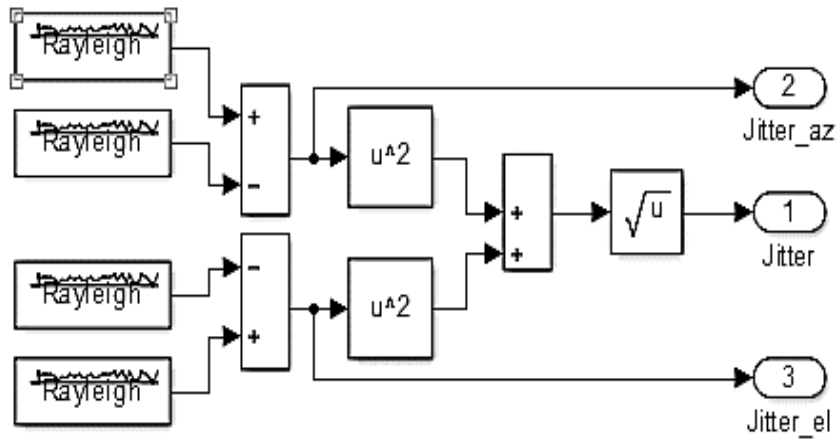 Rayleigh
Rayleigh
+
-
u^2
2
Jitter_az
+
+
√u
1
Jitter
Rayleigh
Rayleigh
-
+
u^2
3
Jitter_el